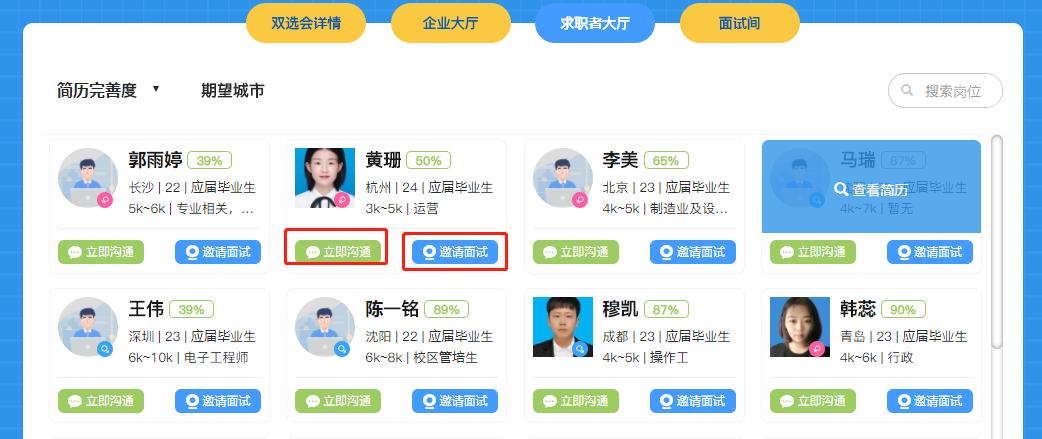 双选会详情 企业大厅 求职者大厅 面试间
简历完善度 ▼ 期望城市 搜索岗位
郭雨婷 39% 黄珊 50% 李美 65% 马瑞 87%
长沙 | 22 | 应届毕业生 杭州 | 24 | 应届毕业生 北京 | 23 | 应届毕业生 查看简历
5k~6k | 专业相关，... 3k~5k | 运营 4k~5k | 制造业及设... 4k~7k | 暂无
立即沟通 邀请面试 立即沟通 邀请面试 立即沟通 邀请面试 立即沟通 邀请面试
王伟 39% 陈一铭 89% 穆凯 87% 韩蕊 90%
深圳 | 23 | 应届毕业生 沈阳 | 22 | 应届毕业生 成都 | 23 | 应届毕业生 青岛 | 23 | 应届毕业生
6k~10k | 电子工程师 6k~8k | 校区管培生 4k~5k | 操作工 4k~6k | 行政
立即沟通 邀请面试 立即沟通 邀请面试 立即沟通 邀请面试 立即沟通 邀请面试